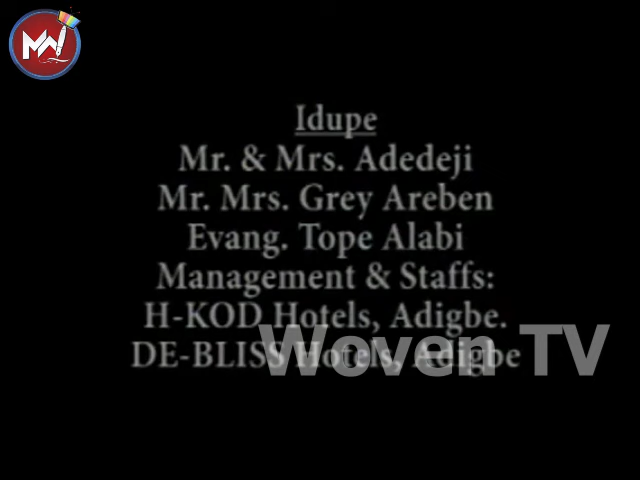 MW
Idupe
Mr. & Mrs. Adedeji
Mr. Mrs. Grey Areben
Evang. Tope Alabi
Management & Staffs:
H-KOD Hotels, Adigbe.
DE-BLISS Hotels, Adigbe
Woven TV